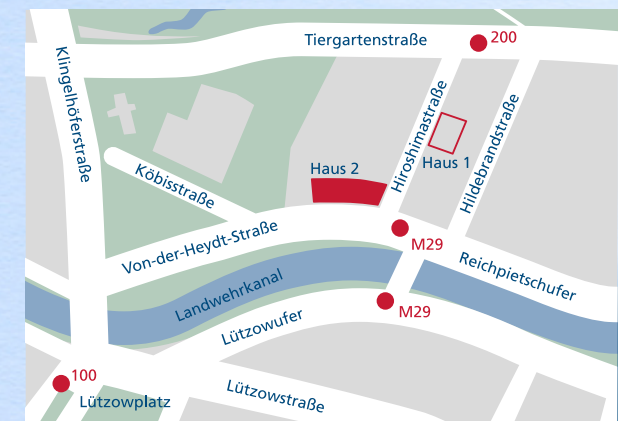 Tiergartenstraße
200
Klingelhöferstraße
Hiroshimastraße
Hildebrandstraße
Haus 1
Haus 2
Köbisstraße
Von-der-Heydt-Straße
M29
Reichpietschufer
Landwehrkanal
M29
Lützowufer
100
Lützowplatz
Lützowstraße